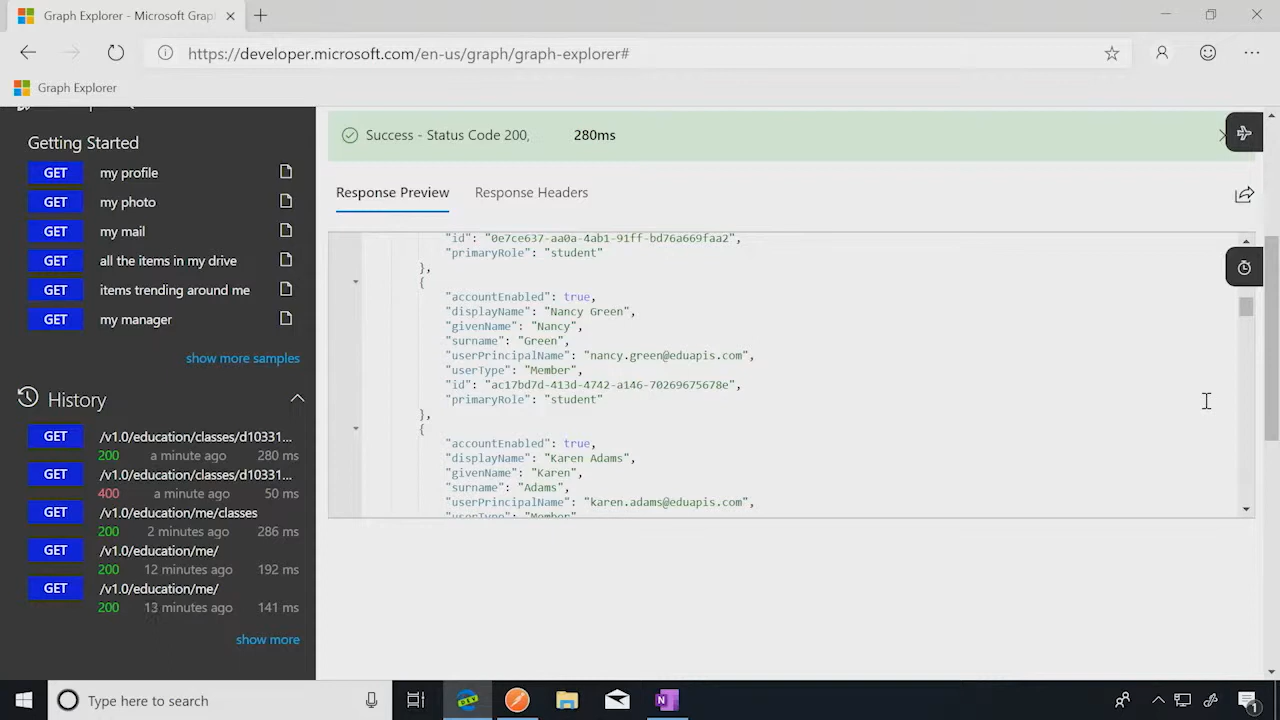 Graph Explorer - Microsoft Grap
https://developer.microsoft.com/en-us/graph/graph-explorer#
Graph Explorer
Getting Started
GET my profile
GET my photo
GET my mail
GET all the items in my drive
GET items trending around me
GET my manager
show more samples
History
GET /v1.0/education/classes/d10331...
200 a minute ago 280 ms
GET /v1.0/education/classes/d10331...
400 a minute ago 50 ms
GET /v1.0/education/me/classes
200 2 minutes ago 286 ms
GET /v1.0/education/me/
200 12 minutes ago 192 ms
GET /v1.0/education/me/
200 13 minutes ago 141 ms
show more
Success - Status Code 200, 280ms
Response Preview Response Headers
"id": "0e7ce637-aa0a-4ab1-91ff-bd76a669faa2",
"primaryRole": "student"
},
{
"accountEnabled": true,
"displayName": "Nancy Green",
"givenName": "Nancy",
"surname": "Green",
"userPrincipalName": "nancy.green@eduapis.com",
"userType": "Member",
"id": "ac17bd7d-413d-4742-a146-70269675678e",
"primaryRole": "student"
},
{
"accountEnabled": true,
"displayName": "Karen Adams",
"givenName": "Karen",
"surname": "Adams",
"userPrincipalName": "karen.adams@eduapis.com",
"userType": "Member"
Type here to search
1